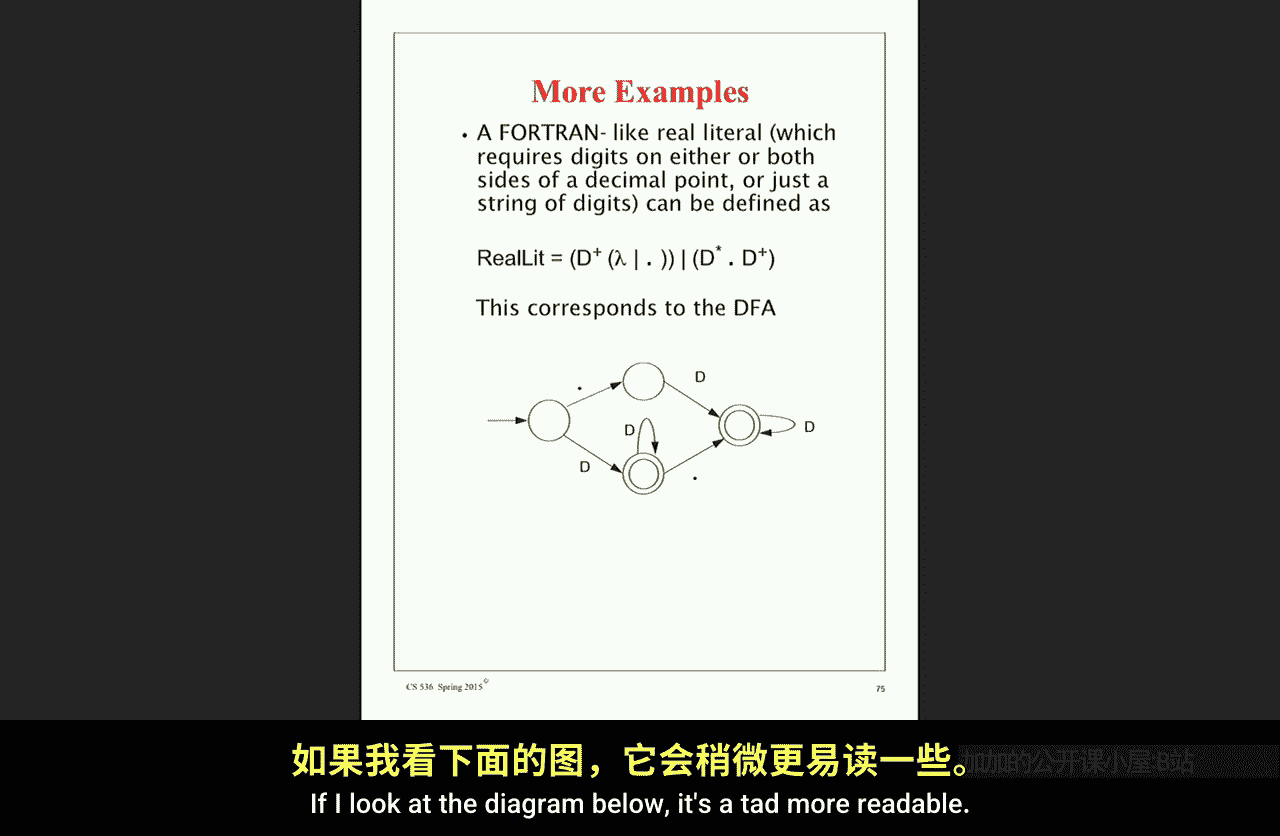 More Examples
• A FORTRAN- like real literal (which
requires digits on either or both
sides of a decimal point, or just a
string of digits) can be defined as
RealLit = (D⁺ (λ | . )) | (D* . D⁺)
This corresponds to the DFA
.
D
D
D
D
.
CS 536 Spring 2015©
75
如果我看下面的图，它会稍微更易读一些。
加加的公开课小屋·B站
If I look at the diagram below, it's a tad more readable.